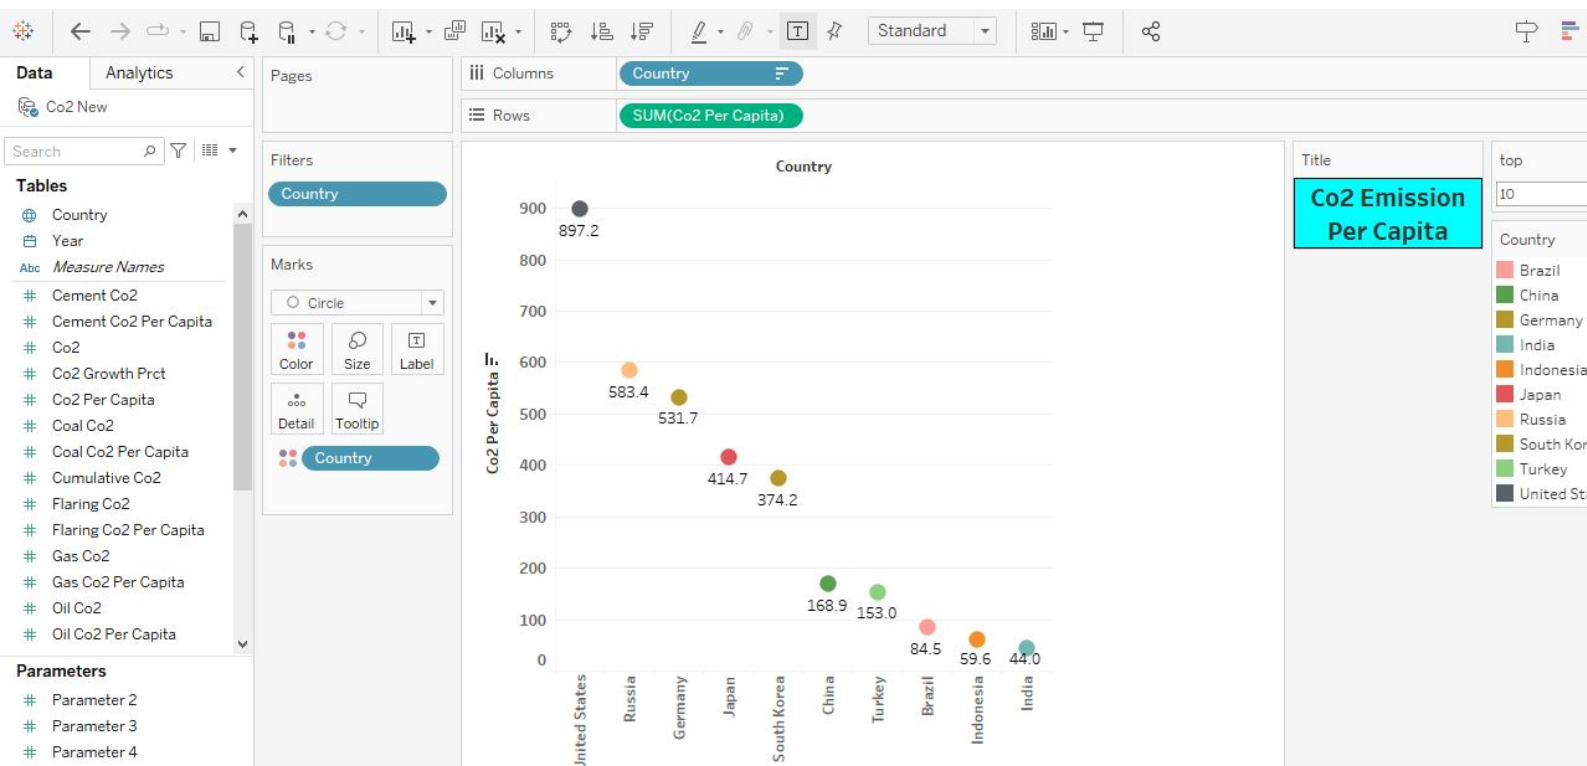 Standard
Data
Analytics
Co2 New
Search
Tables
Country
Year
Abc Measure Names
# Cement Co2
# Cement Co2 Per Capita
# Co2
# Co2 Growth Prct
# Co2 Per Capita
# Coal Co2
# Coal Co2 Per Capita
# Cumulative Co2
# Flaring Co2
# Flaring Co2 Per Capita
# Gas Co2
# Gas Co2 Per Capita
# Oil Co2
# Oil Co2 Per Capita
Parameters
# Parameter 2
# Parameter 3
# Parameter 4
Pages
Filters
Country
Marks
Circle
Color
Size
T
Label
Detail
Tooltip
Country
Columns
Country
Rows
SUM(Co2 Per Capita)
Country
Co2 Per Capita
900
800
700
600
500
400
300
200
100
0
897.2
583.4
531.7
414.7
374.2
168.9
153.0
84.5
59.6
44.0
United States
Russia
Germany
Japan
South Korea
China
Turkey
Brazil
Indonesia
India
Title
Co2 Emission
Per Capita
top
10
Country
Brazil
China
Germany
India
Indonesia
Japan
Russia
South Kor
Turkey
United Sta